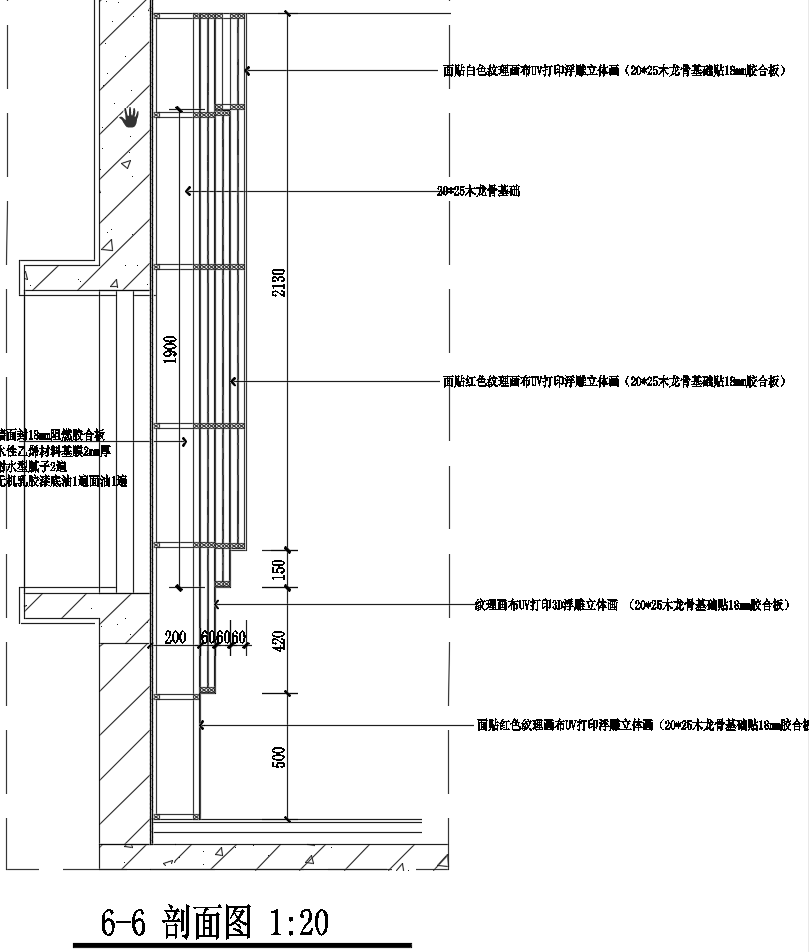 面贴白色纹理画布UV打印浮雕立体画（20*25木龙骨基础贴18mm胶合板）
20*25木龙骨基础
2130
1900
面贴红色纹理画布UV打印浮雕立体画（20*25木龙骨基础贴18mm胶合板）
墙面封18mm阻燃胶合板
水性乙烯材料基膜2mm厚
耐水型腻子2遍
无机乳胶漆底油1遍面油1遍
150
纹理画布UV打印3D浮雕立体画 （20*25木龙骨基础贴18mm胶合板）
200 60 60 60
420
面贴红色纹理画布UV打印浮雕立体画（20*25木龙骨基础贴18mm胶合板
500
6-6 剖面图 1:20